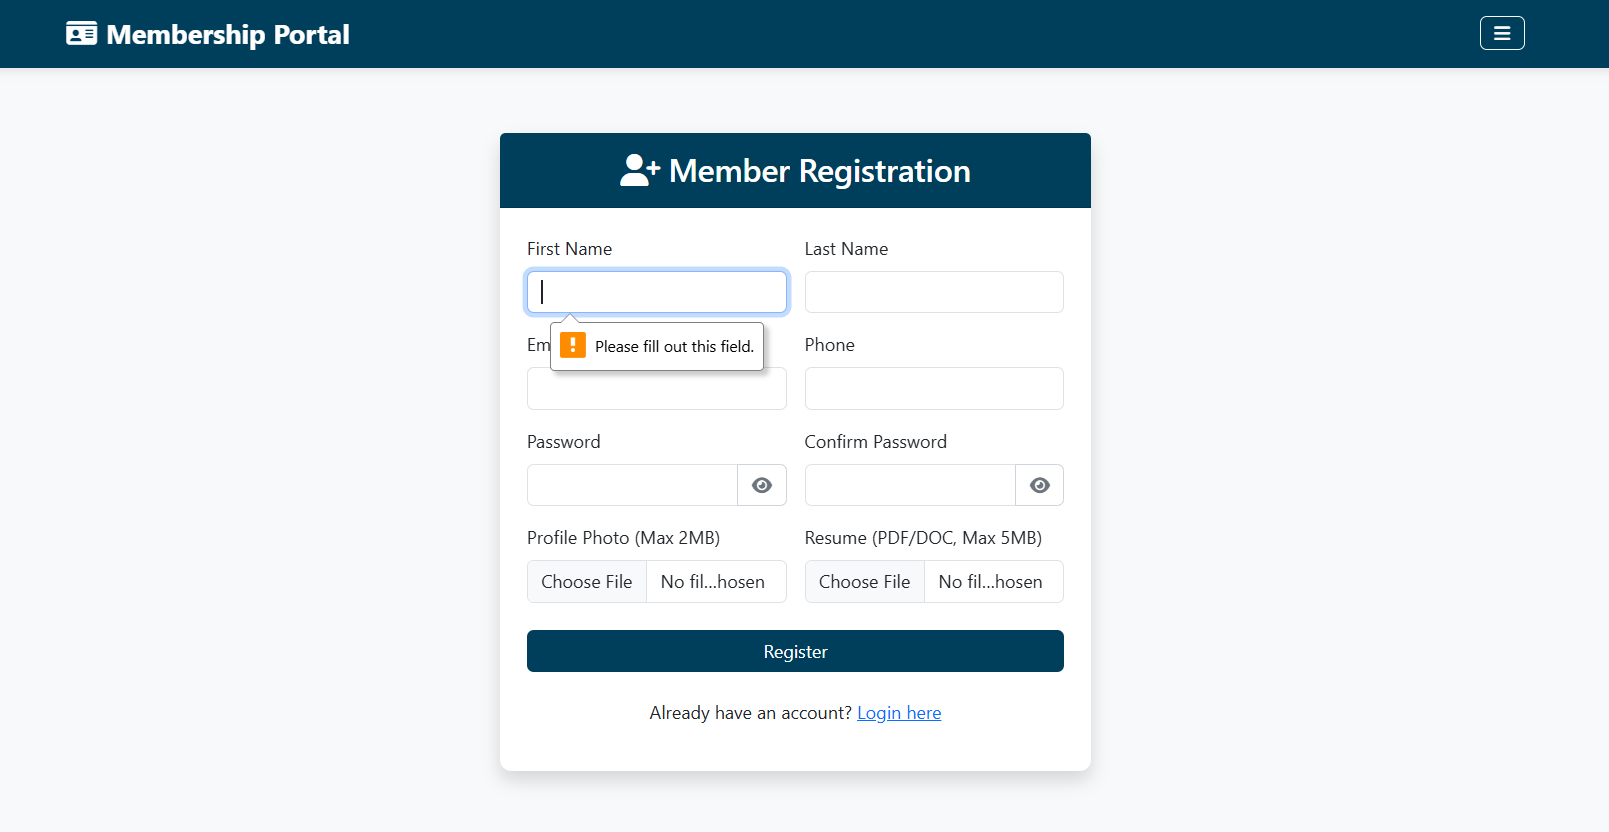 Membership Portal
Member Registration
First Name
Last Name
Please fill out this field.
Em
Phone
Password
Confirm Password
Profile Photo (Max 2MB)
Resume (PDF/DOC, Max 5MB)
Choose File
No fil...hosen
Choose File
No fil...hosen
Register
Already have an account? Login here